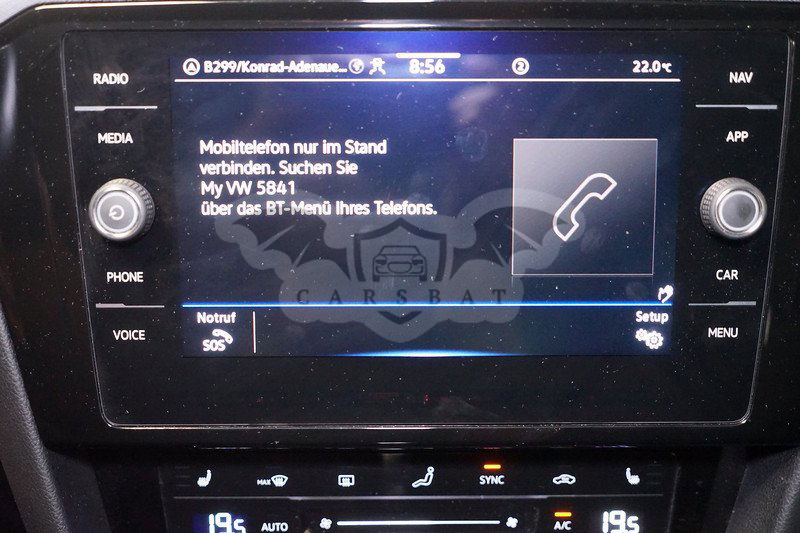 RADIO
MEDIA
PHONE
VOICE
B299/Konrad-Adenaue...
8:56
2
22.0°C
Mobiltelefon nur im Stand
verbinden. Suchen Sie
My VW 5841
über das BT-Menü Ihres Telefons.
CARSBAT
Notruf
SOS
Setup
NAV
APP
CAR
MENU
MAX
SYNC
19.5
AUTO
A/C
19.5